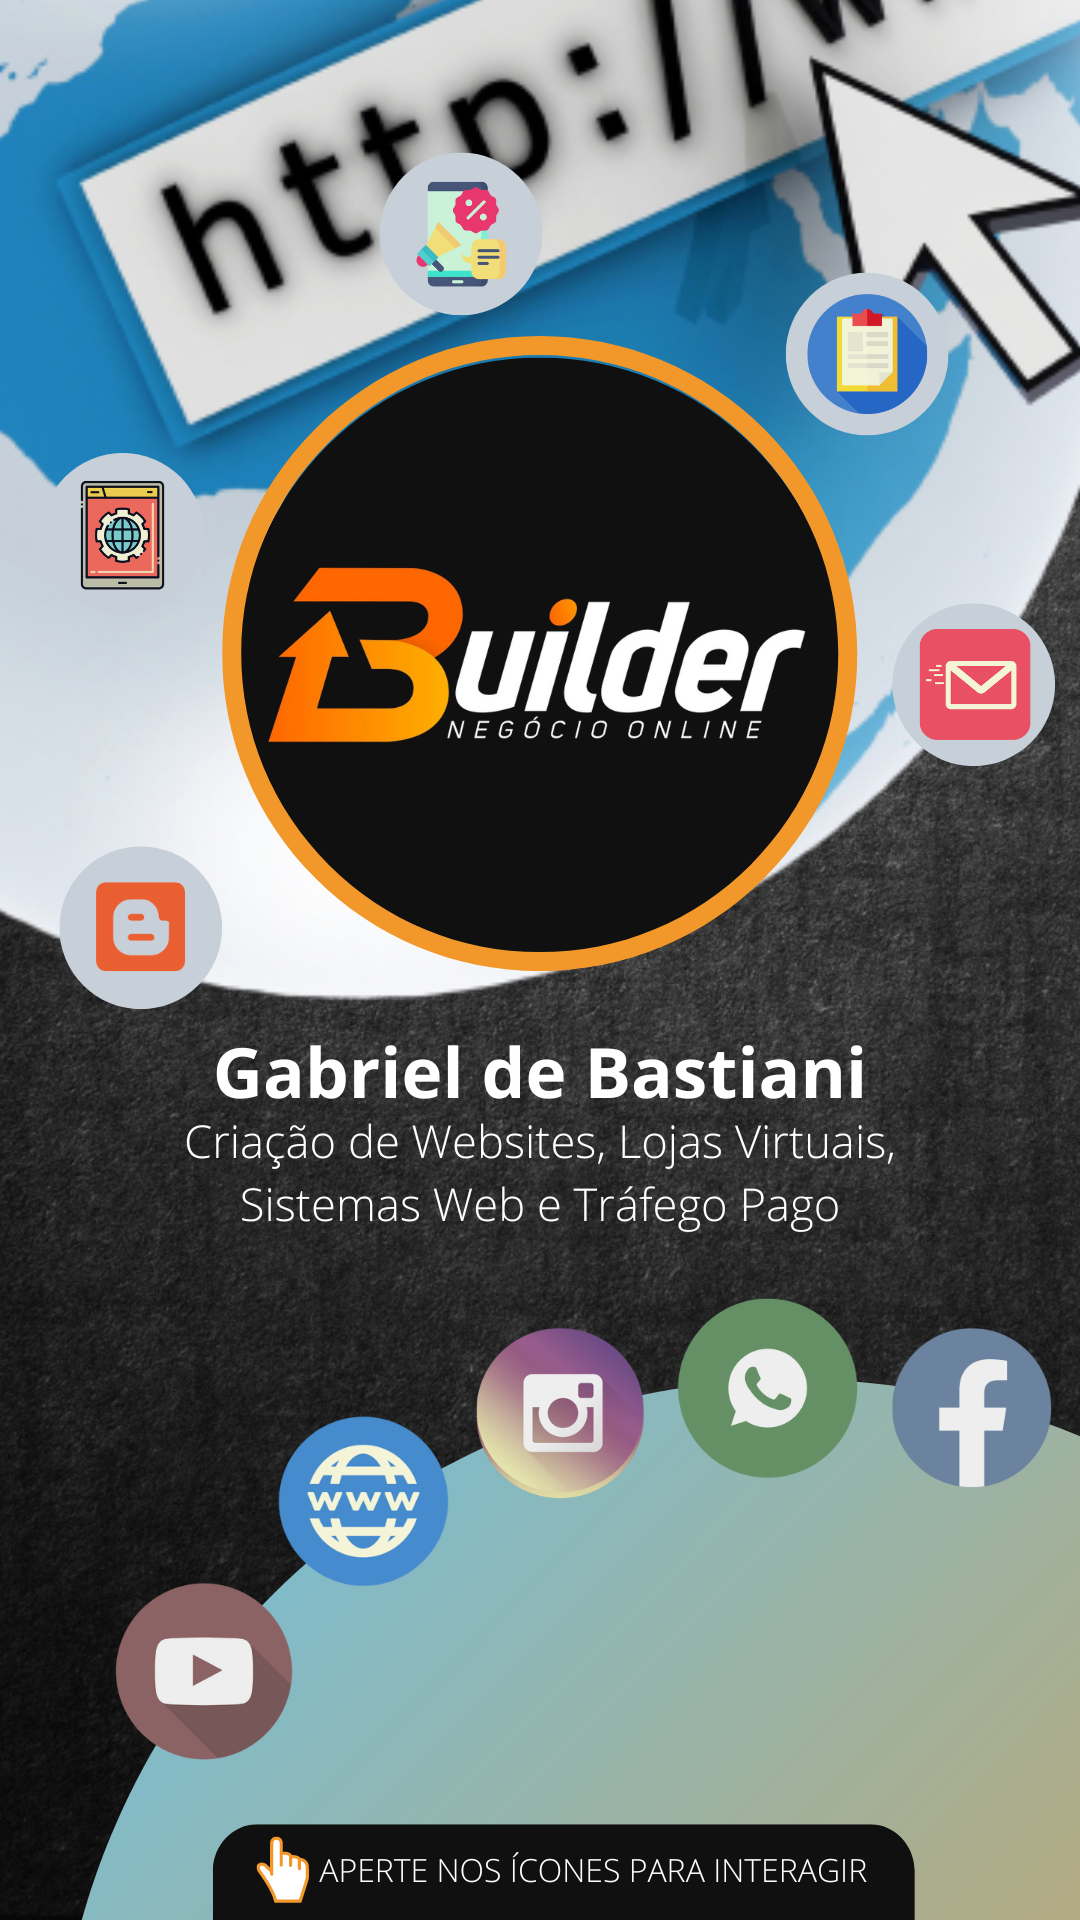 http://w
%
Builder
NEGÓCIO ONLINE
Gabriel de Bastiani
Criação de Websites, Lojas Virtuais,
Sistemas Web e Tráfego Pago
www
APERTE NOS ÍCONES PARA INTERAGIR